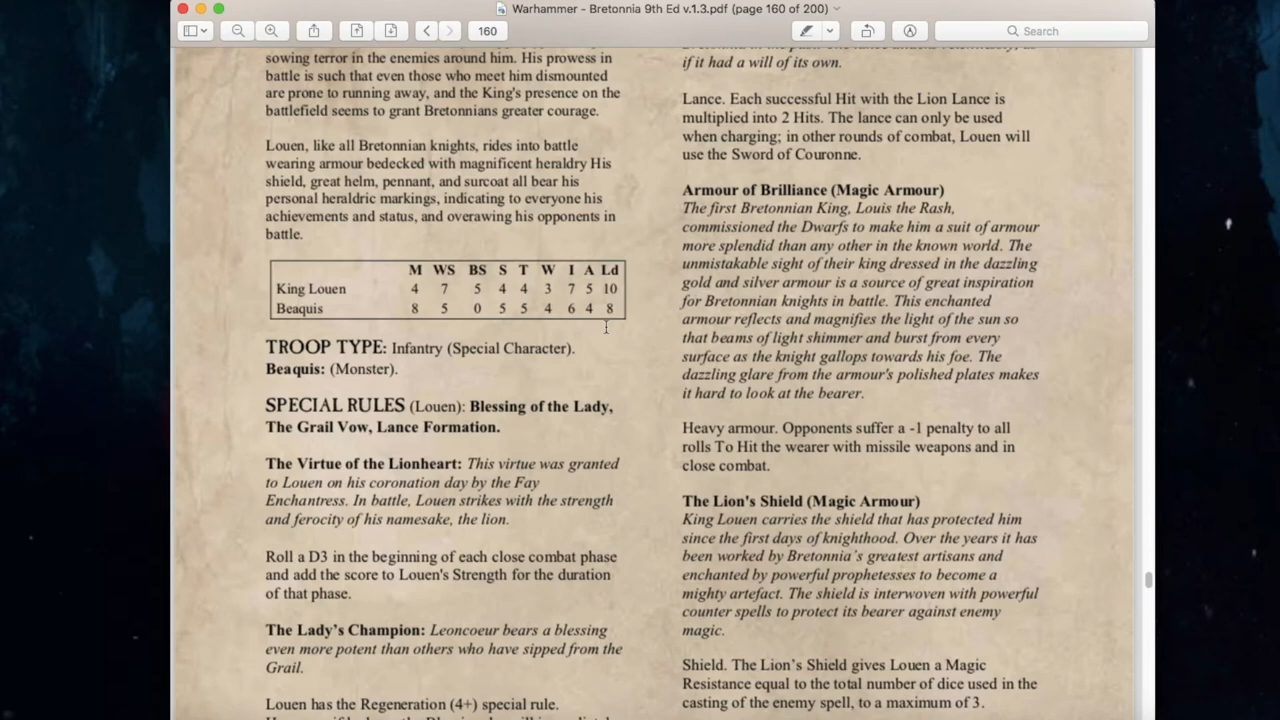 Warhammer - Bretonnia 9th Ed v.1.3.pdf (page 160 of 200)
160
Search
sowing terror in the enemies around him. His prowess in
battle is such that even those who meet him dismounted
are prone to running away, and the King's presence on the
battlefield seems to grant Bretonnians greater courage.
Louen, like all Bretonnian knights, rides into battle
wearing armour bedecked with magnificent heraldry His
shield, great helm, pennant, and surcoat all bear his
personal heraldric markings, indicating to everyone his
achievements and status, and overawing his opponents in
battle.
M WS BS S T W I A Ld
King Louen 4 7 5 4 4 3 7 5 10
Beaquis 8 5 0 5 5 4 6 4 8
TROOP TYPE: Infantry (Special Character).
Beaquis: (Monster).
SPECIAL RULES (Louen): Blessing of the Lady,
The Grail Vow, Lance Formation.
The Virtue of the Lionheart: This virtue was granted
to Louen on his coronation day by the Fay
Enchantress. In battle, Louen strikes with the strength
and ferocity of his namesake, the lion.
Roll a D3 in the beginning of each close combat phase
and add the score to Louen's Strength for the duration
of that phase.
The Lady's Champion: Leoncoeur bears a blessing
even more potent than others who have sipped from the
Grail.
Louen has the Regeneration (4+) special rule.
if it had a will of its own.
Lance. Each successful Hit with the Lion Lance is
multiplied into 2 Hits. The lance can only be used
when charging; in other rounds of combat, Louen will
use the Sword of Couronne.
Armour of Brilliance (Magic Armour)
The first Bretonnian King, Louis the Rash,
commissioned the Dwarfs to make him a suit of armour
more splendid than any other in the known world. The
unmistakable sight of their king dressed in the dazzling
gold and silver armour is a source of great inspiration
for Bretonnian knights in battle. This enchanted
armour reflects and magnifies the light of the sun so
that beams of light shimmer and burst from every
surface as the knight gallops towards his foe. The
dazzling glare from the armour's polished plates makes
it hard to look at the bearer.
Heavy armour. Opponents suffer a -1 penalty to all
rolls To Hit the wearer with missile weapons and in
close combat.
The Lion's Shield (Magic Armour)
King Louen carries the shield that has protected him
since the first days of knighthood. Over the years it has
been worked by Bretonnia's greatest artisans and
enchanted by powerful prophetesses to become a
mighty artefact. The shield is interwoven with powerful
counter spells to protect its bearer against enemy
magic.
Shield. The Lion's Shield gives Louen a Magic
Resistance equal to the total number of dice used in the
casting of the enemy spell, to a maximum of 3.